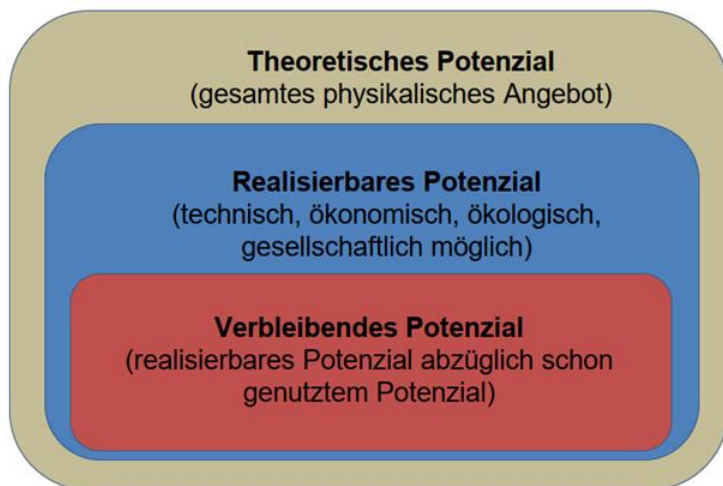 Theoretisches Potenzial
(gesamtes physikalisches Angebot)
Realisierbares Potenzial
(technisch, ökonomisch, ökologisch,
gesellschaftlich möglich)
Verbleibendes Potenzial
(realisierbares Potenzial abzüglich schon
genutztem Potenzial)